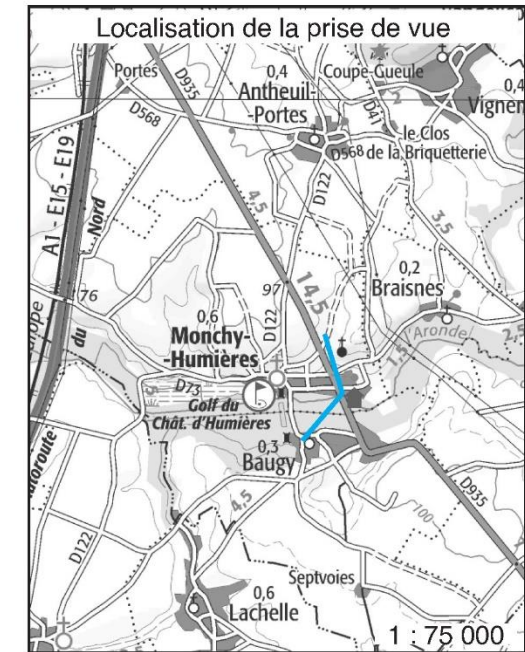 Localisation de la prise de vue
Portes
D935
0,4
Coupe-Gueule
Antheuil-
-Portes
0,4
D568
D41
le Clos
de la Briquetterie
D568
A1 - E15 - E19
D122
4,5
3,5
Nord
14,5
0,2
Braisnes
97
76
0,6
D122
Monchy-
-Humières
du
1,5
D73
Golf du
Chât. d'Humières
0,3
Baugy
D935
D122
4,5
100
Septvoies
0,6
Lachelle
1 : 75 000